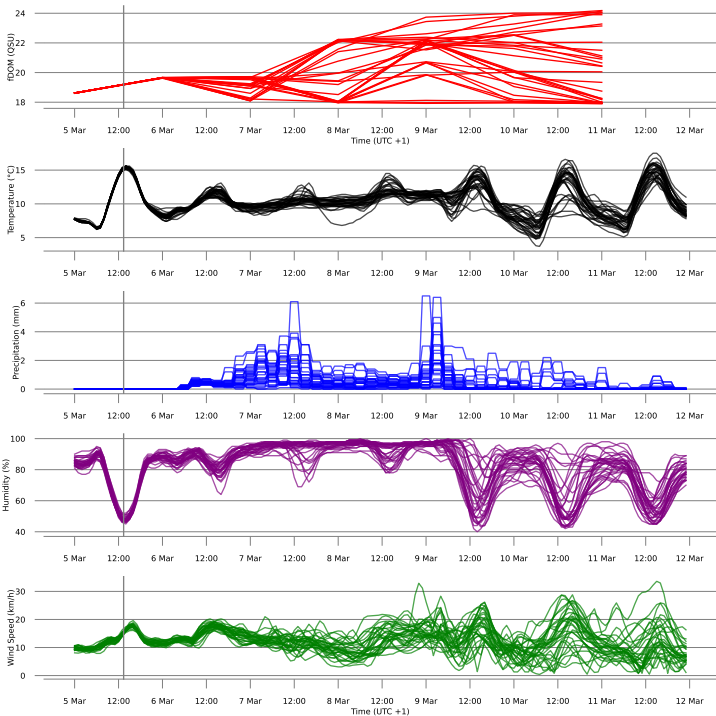 24
22
20
18
fDOM (QSU)
5 Mar 12:00 6 Mar 12:00 7 Mar 12:00 8 Mar 12:00 9 Mar 12:00 10 Mar 12:00 11 Mar 12:00 12 Mar
Time (UTC +1)
15
10
5
Temperature (°C)
5 Mar 12:00 6 Mar 12:00 7 Mar 12:00 8 Mar 12:00 9 Mar 12:00 10 Mar 12:00 11 Mar 12:00 12 Mar
6
4
2
0
Precipitation (mm)
5 Mar 12:00 6 Mar 12:00 7 Mar 12:00 8 Mar 12:00 9 Mar 12:00 10 Mar 12:00 11 Mar 12:00 12 Mar
100
80
60
40
Humidity (%)
5 Mar 12:00 6 Mar 12:00 7 Mar 12:00 8 Mar 12:00 9 Mar 12:00 10 Mar 12:00 11 Mar 12:00 12 Mar
30
20
10
0
Wind Speed (km/h)
5 Mar 12:00 6 Mar 12:00 7 Mar 12:00 8 Mar 12:00 9 Mar 12:00 10 Mar 12:00 11 Mar 12:00 12 Mar
Time (UTC +1)